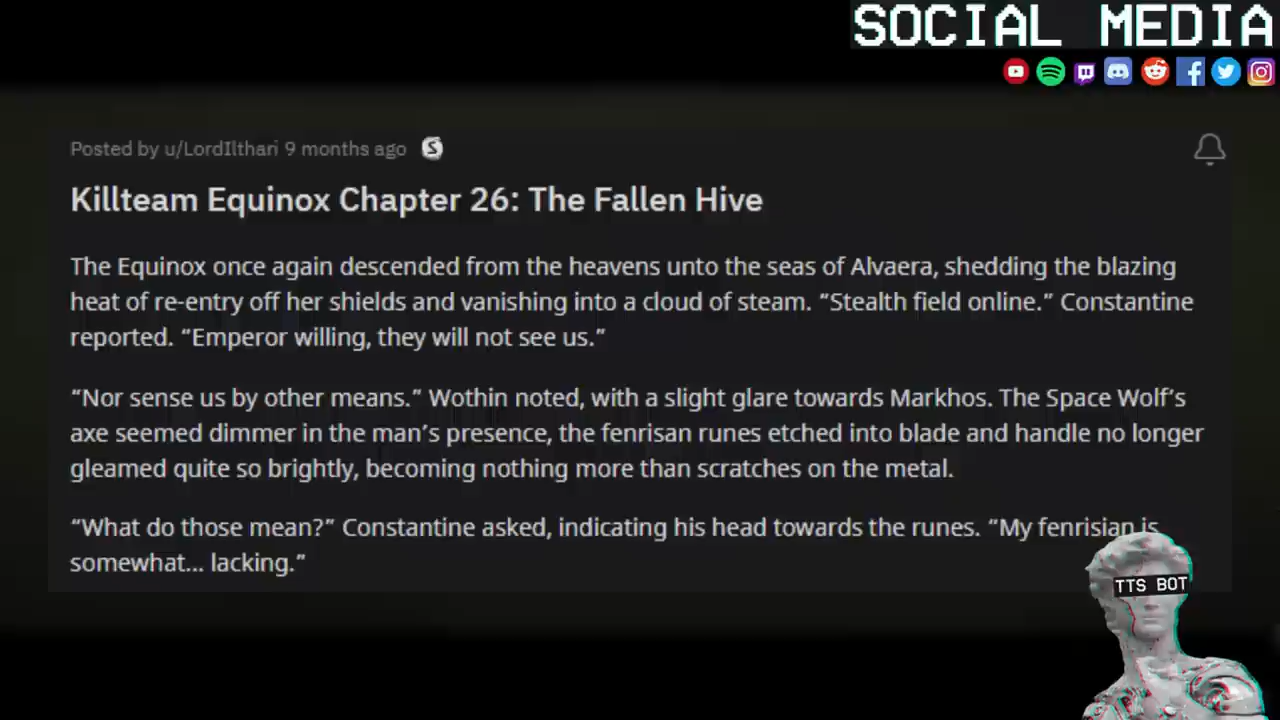 SOCIAL MEDIA
Posted by u/LordIlthari 9 months ago
Killteam Equinox Chapter 26: The Fallen Hive
The Equinox once again descended from the heavens unto the seas of Alvaera, shedding the blazing
heat of re-entry off her shields and vanishing into a cloud of steam. “Stealth field online.” Constantine
reported. “Emperor willing, they will not see us.”
“Nor sense us by other means.” Wothin noted, with a slight glare towards Markhos. The Space Wolf’s
axe seemed dimmer in the man’s presence, the fenrisan runes etched into blade and handle no longer
gleamed quite so brightly, becoming nothing more than scratches on the metal.
“What do those mean?” Constantine asked, indicating his head towards the runes. “My fenrisian is
somewhat... lacking.”
TTS BOT